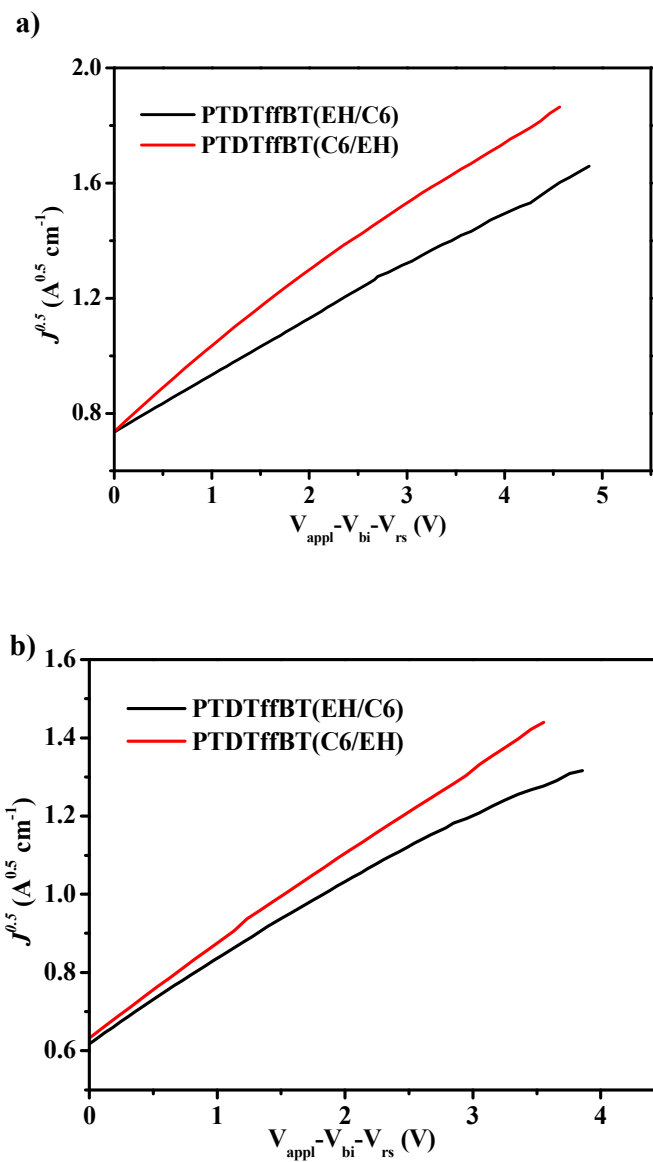 a)
2.0
PTDTffBT(EH/C6)
PTDTffBT(C6/EH)
1.6
1.2
0.8
J^0.5 (A^0.5 cm^-1)
0 1 2 3 4 5
V_appl-V_bi-V_rs (V)
b)
1.6
PTDTffBT(EH/C6)
PTDTffBT(C6/EH)
1.4
1.2
1.0
0.8
0.6
J^0.5 (A^0.5 cm^-1)
0 1 2 3 4
V_appl-V_bi-V_rs (V)